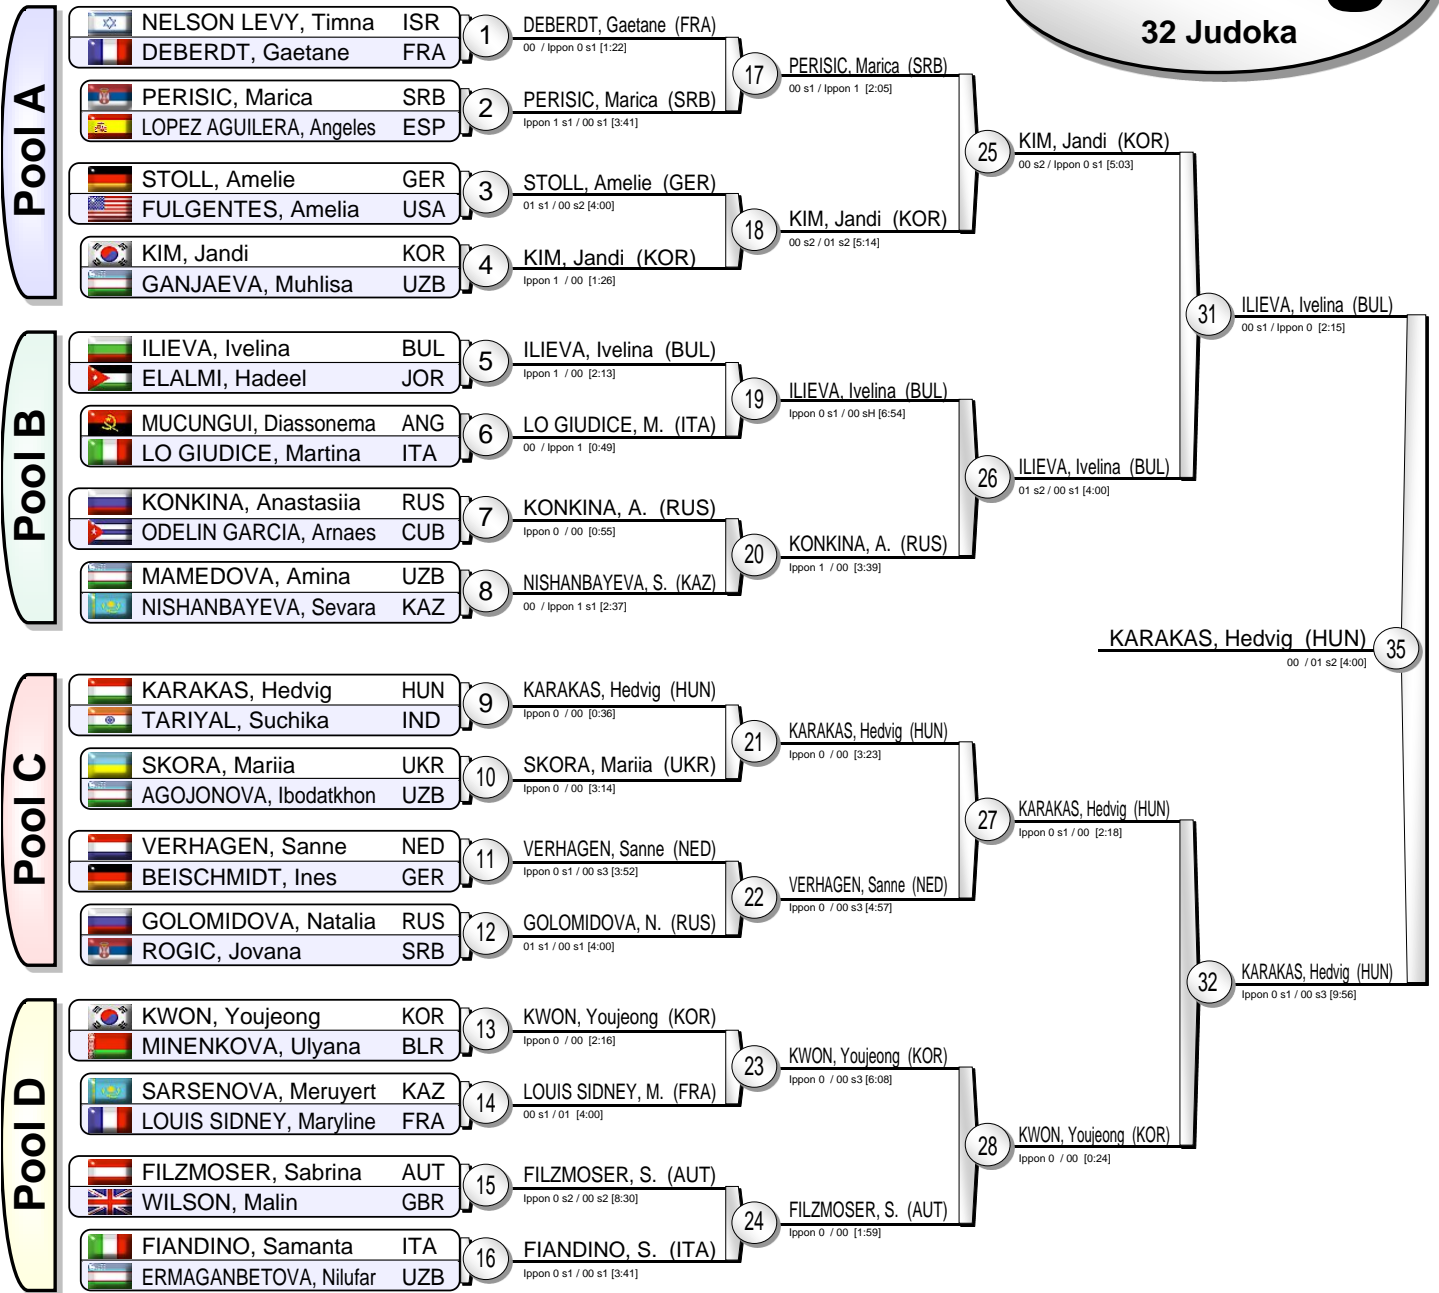 32 Judoka
Pool A
NELSON LEVY, Timna ISR
DEBERDT, Gaetane FRA
1
PERISIC, Marica SRB
LOPEZ AGUILERA, Angeles ESP
2
STOLL, Amelie GER
FULGENTES, Amelia USA
3
KIM, Jandi KOR
GANJAEVA, Muhlisa UZB
4
Pool B
ILIEVA, Ivelina BUL
ELALMI, Hadeel JOR
5
MUCUNGUI, Diassonema ANG
LO GIUDICE, Martina ITA
6
KONKINA, Anastasiia RUS
ODELIN GARCIA, Arnaes CUB
7
MAMEDOVA, Amina UZB
NISHANBAYEVA, Sevara KAZ
8
Pool C
KARAKAS, Hedvig HUN
TARIYAL, Suchika IND
9
SKORA, Mariia UKR
AGOJONOVA, Ibodatkhon UZB
10
VERHAGEN, Sanne NED
BEISCHMIDT, Ines GER
11
GOLOMIDOVA, Natalia RUS
ROGIC, Jovana SRB
12
Pool D
KWON, Youjeong KOR
MINENKOVA, Ulyana BLR
13
SARSENOVA, Meruyert KAZ
LOUIS SIDNEY, Maryline FRA
14
FILZMOSER, Sabrina AUT
WILSON, Malin GBR
15
FIANDINO, Samanta ITA
ERMAGANBETOVA, Nilufar UZB
16
DEBERDT, Gaetane (FRA)
00 / Ippon 0 s1 [1:22]
PERISIC, Marica (SRB)
Ippon 1 s1 / 00 s1 [3:41]
STOLL, Amelie (GER)
01 s1 / 00 s2 [4:00]
KIM, Jandi (KOR)
Ippon 1 / 00 [1:26]
ILIEVA, Ivelina (BUL)
Ippon 1 / 00 [2:13]
LO GIUDICE, M. (ITA)
00 / Ippon 1 [0:49]
KONKINA, A. (RUS)
Ippon 0 / 00 [0:55]
NISHANBAYEVA, S. (KAZ)
00 / Ippon 1 s1 [2:37]
KARAKAS, Hedvig (HUN)
Ippon 0 / 00 [0:36]
SKORA, Mariia (UKR)
Ippon 0 / 00 [3:14]
VERHAGEN, Sanne (NED)
Ippon 0 s1 / 00 s3 [3:52]
GOLOMIDOVA, N. (RUS)
01 s1 / 00 s1 [4:00]
KWON, Youjeong (KOR)
Ippon 0 / 00 [2:16]
LOUIS SIDNEY, M. (FRA)
00 s1 / 01 [4:00]
FILZMOSER, S. (AUT)
Ippon 0 s2 / 00 s2 [8:30]
FIANDINO, S. (ITA)
Ippon 0 s1 / 00 s1 [3:41]
17
PERISIC, Marica (SRB)
00 s1 / Ippon 1 [2:05]
18
KIM, Jandi (KOR)
00 s2 / 01 s2 [5:14]
19
ILIEVA, Ivelina (BUL)
Ippon 0 s1 / 00 sH [6:54]
20
KONKINA, A. (RUS)
Ippon 1 / 00 [3:39]
21
KARAKAS, Hedvig (HUN)
Ippon 0 / 00 [3:23]
22
VERHAGEN, Sanne (NED)
Ippon 0 / 00 s3 [4:57]
23
KWON, Youjeong (KOR)
Ippon 0 / 00 s3 [6:08]
24
FILZMOSER, S. (AUT)
Ippon 0 / 00 [1:59]
25
KIM, Jandi (KOR)
00 s2 / Ippon 0 s1 [5:03]
26
ILIEVA, Ivelina (BUL)
01 s2 / 00 s1 [4:00]
27
KARAKAS, Hedvig (HUN)
Ippon 0 s1 / 00 [2:18]
28
KWON, Youjeong (KOR)
Ippon 0 / 00 [0:24]
31
ILIEVA, Ivelina (BUL)
00 s1 / Ippon 0 [2:15]
32
KARAKAS, Hedvig (HUN)
Ippon 0 s1 / 00 s3 [9:56]
KARAKAS, Hedvig (HUN)
35
00 / 01 s2 [4:00]